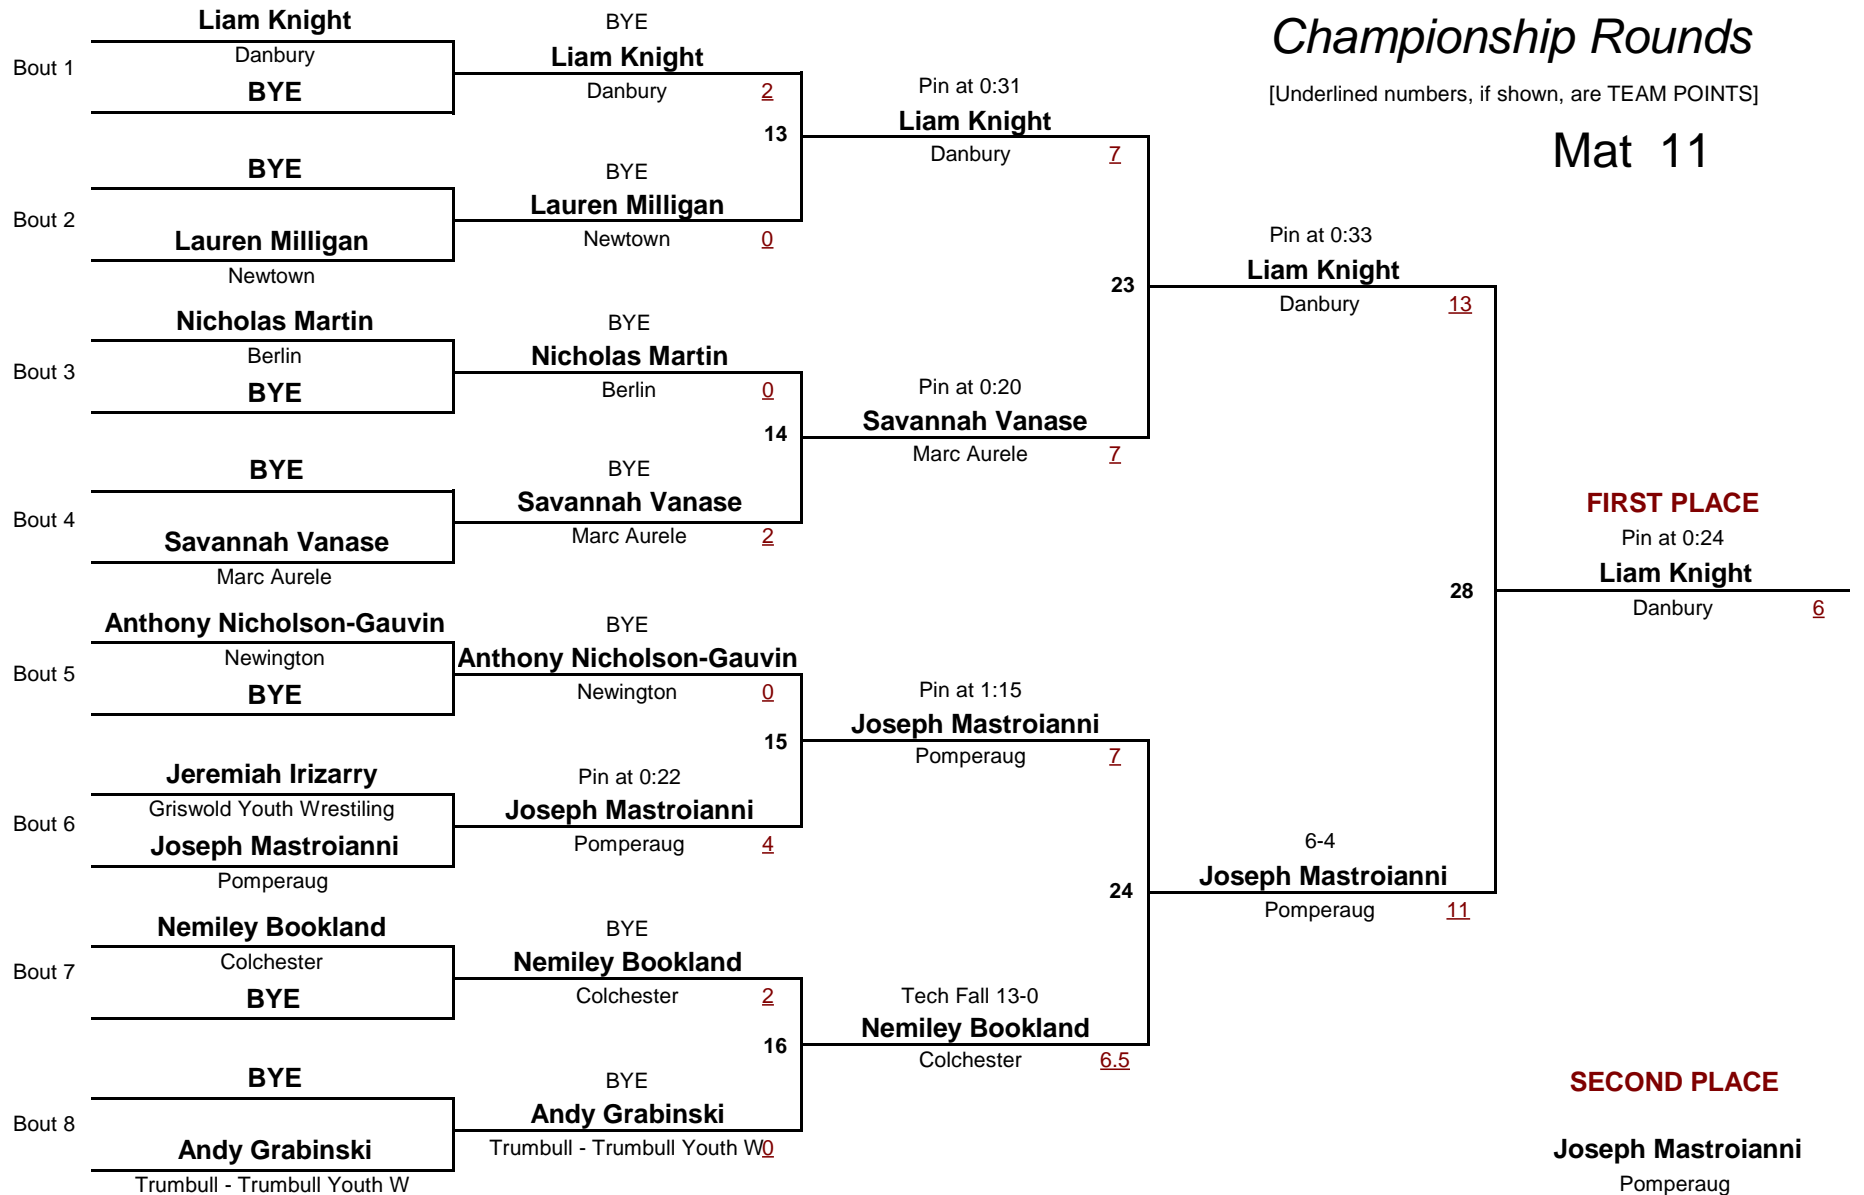 Championship Rounds
[Underlined numbers, if shown, are TEAM POINTS]
Mat 11
Bout 1
Liam Knight
Danbury
BYE
Bout 2
BYE
Lauren Milligan
Newtown
Bout 3
Nicholas Martin
Berlin
BYE
Bout 4
BYE
Savannah Vanase
Marc Aurele
Bout 5
Anthony Nicholson-Gauvin
Newington
BYE
Bout 6
Jeremiah Irizarry
Griswold Youth Wrestiling
Joseph Mastroianni
Pomperaug
Bout 7
Nemiley Bookland
Colchester
BYE
Bout 8
BYE
Andy Grabinski
Trumbull - Trumbull Youth W
BYE
Liam Knight
Danbury 2
13
BYE
Lauren Milligan
Newtown 0
BYE
Nicholas Martin
Berlin 0
14
BYE
Savannah Vanase
Marc Aurele 2
BYE
Anthony Nicholson-Gauvin
Newington 0
15
Pin at 0:22
Joseph Mastroianni
Pomperaug 4
BYE
Nemiley Bookland
Colchester 2
16
BYE
Andy Grabinski
Trumbull - Trumbull Youth W0
Pin at 0:31
Liam Knight
Danbury 7
23
Pin at 0:20
Savannah Vanase
Marc Aurele 7
Pin at 1:15
Joseph Mastroianni
Pomperaug 7
24
Tech Fall 13-0
Nemiley Bookland
Colchester 6.5
Pin at 0:33
Liam Knight
Danbury 13
28
6-4
Joseph Mastroianni
Pomperaug 11
FIRST PLACE
Pin at 0:24
Liam Knight
Danbury 6
SECOND PLACE
Joseph Mastroianni
Pomperaug